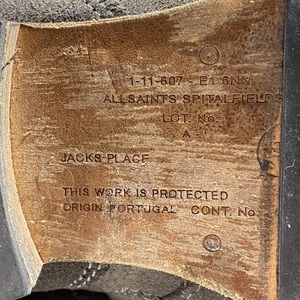 1-11-607 - E1 6NN
ALLSAINTS SPITALFIELDS
LOT. No.
A -
JACKS PLACE
THIS WORK IS PROTECTED
ORIGIN PORTUGAL CONT. No.